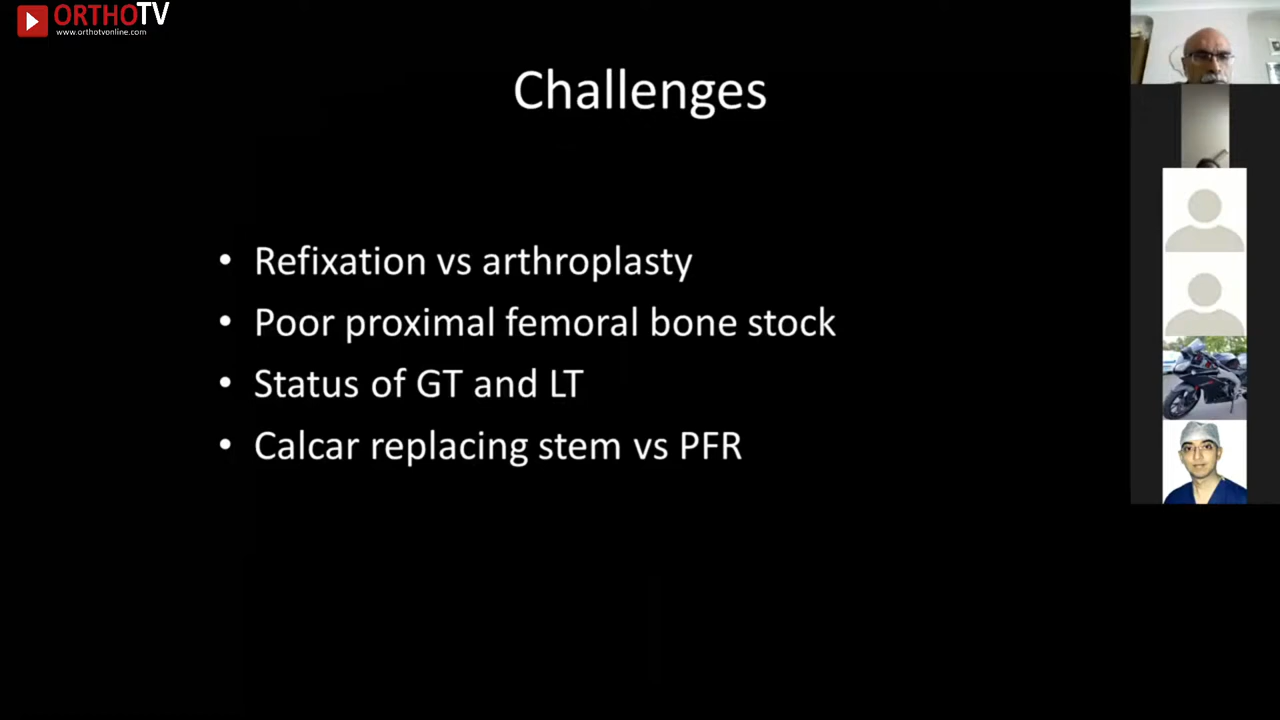 ORTHOTV
www.orthotvonline.com
Challenges
• Refixation vs arthroplasty
• Poor proximal femoral bone stock
• Status of GT and LT
• Calcar replacing stem vs PFR